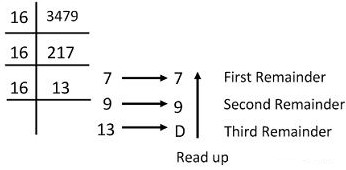 16 3479
16 217
16 13
7 7 First Remainder
9 9 Second Remainder
13 D Third Remainder
Read up